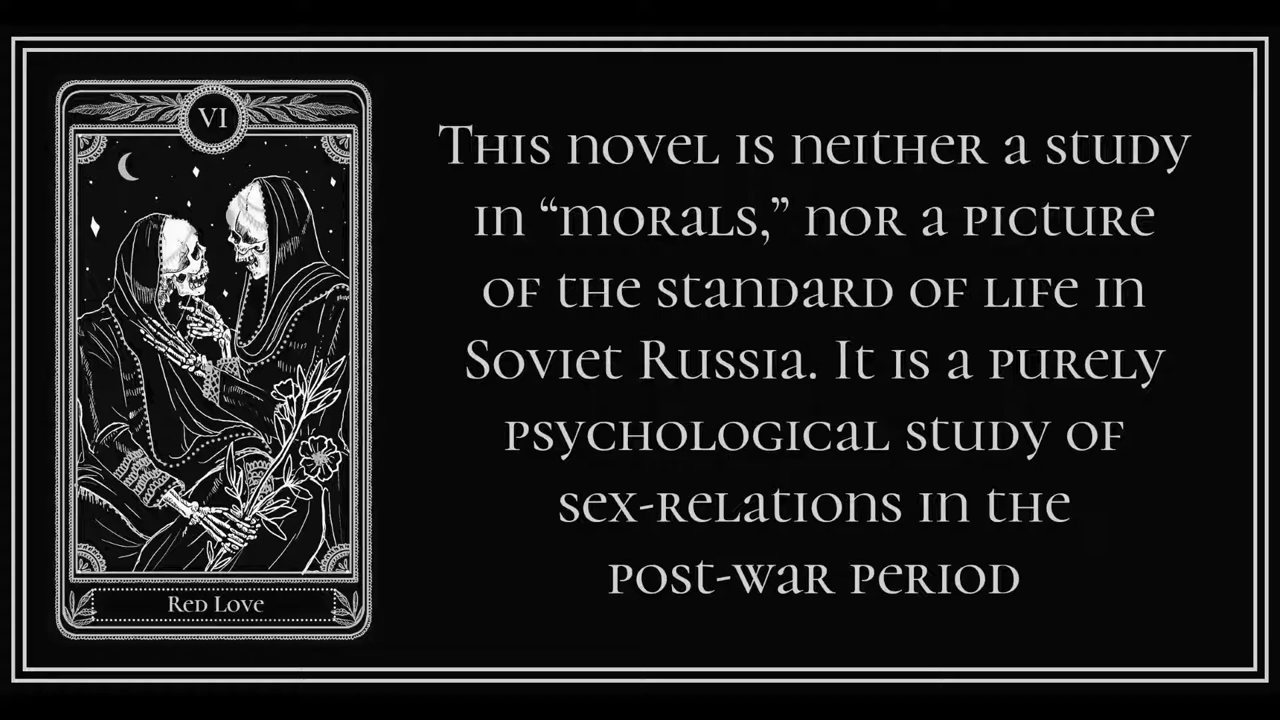 VI
Red Love
This novel is neither a study
in “morals,” nor a picture
of the standard of life in
Soviet Russia. It is a purely
psychological study of
sex-relations in the
post-war period